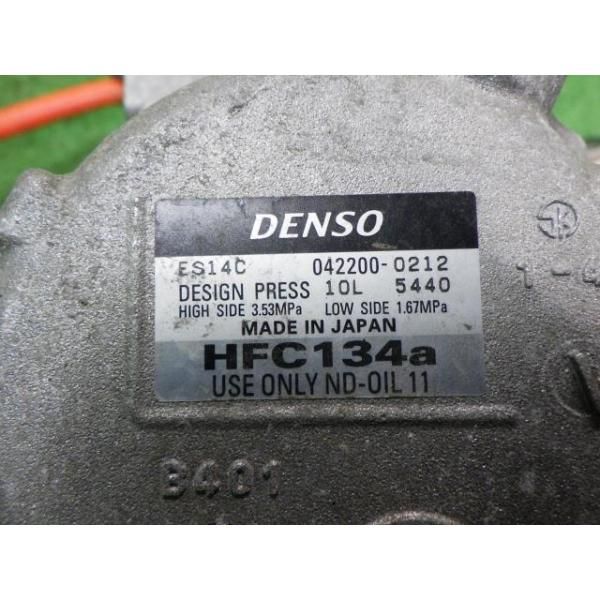 DENSO
ES14C 042200-0212
DESIGN PRESS 10L 5440
HIGH SIDE 3.53MPa LOW SIDE 1.67MPa
MADE IN JAPAN
HFC134a
USE ONLY ND-OIL 11
3401